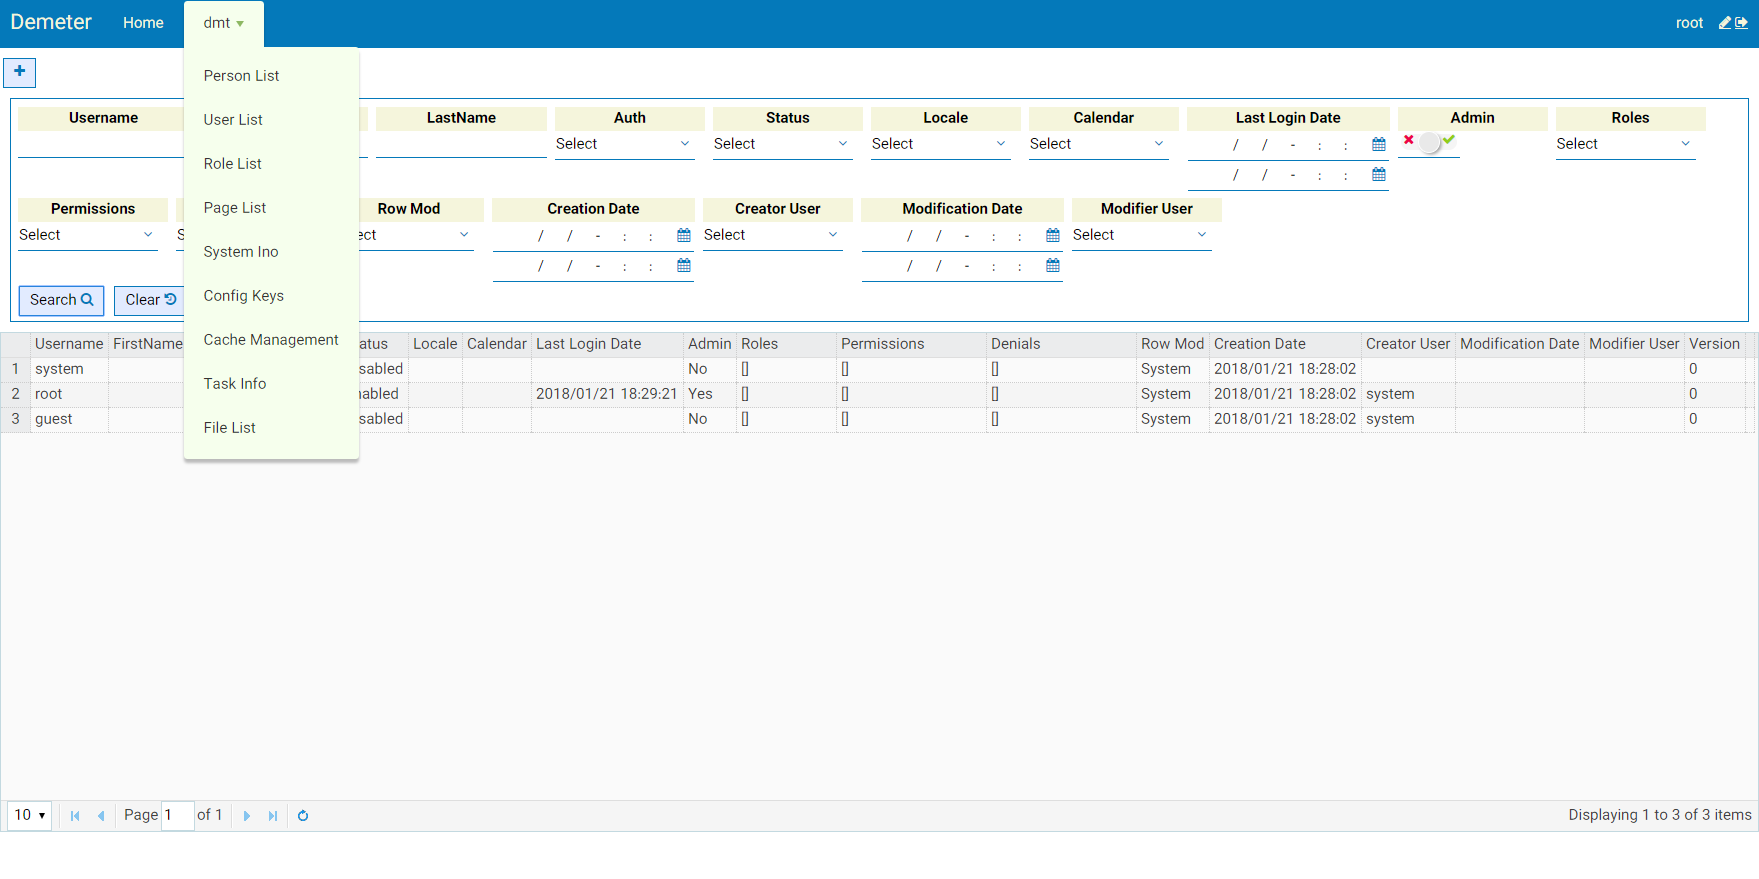 Demeter Home dmt root
Person List
User List
Role List
Page List
System Ino
Config Keys
Cache Management
Task Info
File List
Username LastName Auth Status Locale Calendar Last Login Date Admin Roles
Select Select Select Select / / - : : Select
/ / - : :
Permissions Row Mod Creation Date Creator User Modification Date Modifier User
Select / / - : : Select / / - : : Select
/ / - : : / / - : :
Search Clear
Username FirstName Locale Calendar Last Login Date Admin Roles Permissions Denials Row Mod Creation Date Creator User Modification Date Modifier User Version
1 system No [] [] [] System 2018/01/21 18:28:02 0
2 root 2018/01/21 18:29:21 Yes [] [] [] System 2018/01/21 18:28:02 system 0
3 guest No [] [] [] System 2018/01/21 18:28:02 system 0
10 Page 1 of 1 Displaying 1 to 3 of 3 items